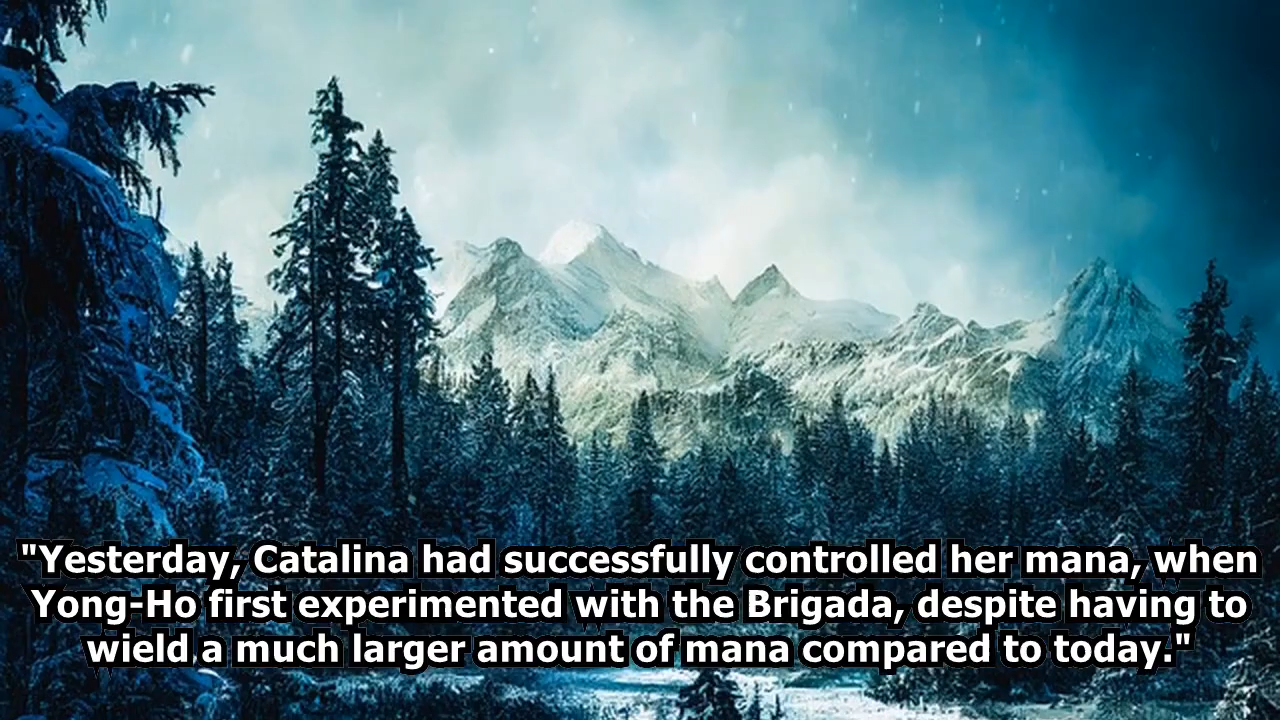 "Yesterday, Catalina had successfully controlled her mana, when
Yong-Ho first experimented with the Brigada, despite having to
wield a much larger amount of mana compared to today."